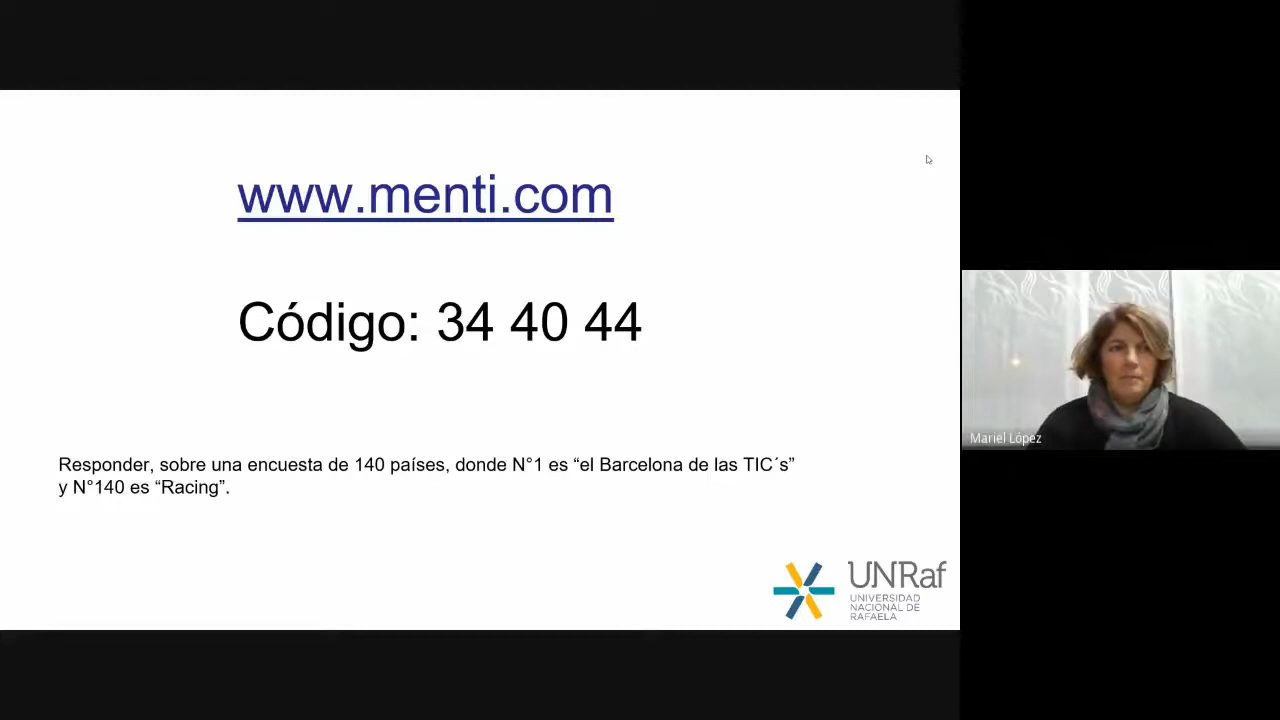 www.menti.com
Código: 34 40 44
Responder, sobre una encuesta de 140 países, donde N°1 es “el Barcelona de las TIC´s”
y N°140 es “Racing”.
UNRaf
UNIVERSIDAD
NACIONAL DE
RAFAELA
Mariel López